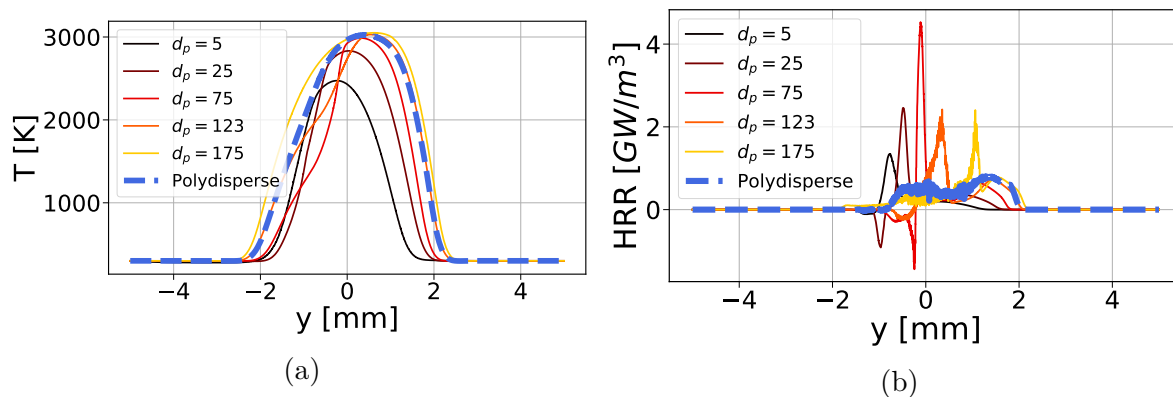 3000
2000
1000
T [K]
d_p = 5
d_p = 25
d_p = 75
d_p = 123
d_p = 175
Polydisperse
−4 −2 0 2 4
y [mm]
(a)
4
2
0
HRR [GW/m³]
d_p = 5
d_p = 25
d_p = 75
d_p = 123
d_p = 175
Polydisperse
−4 −2 0 2 4
y [mm]
(b)